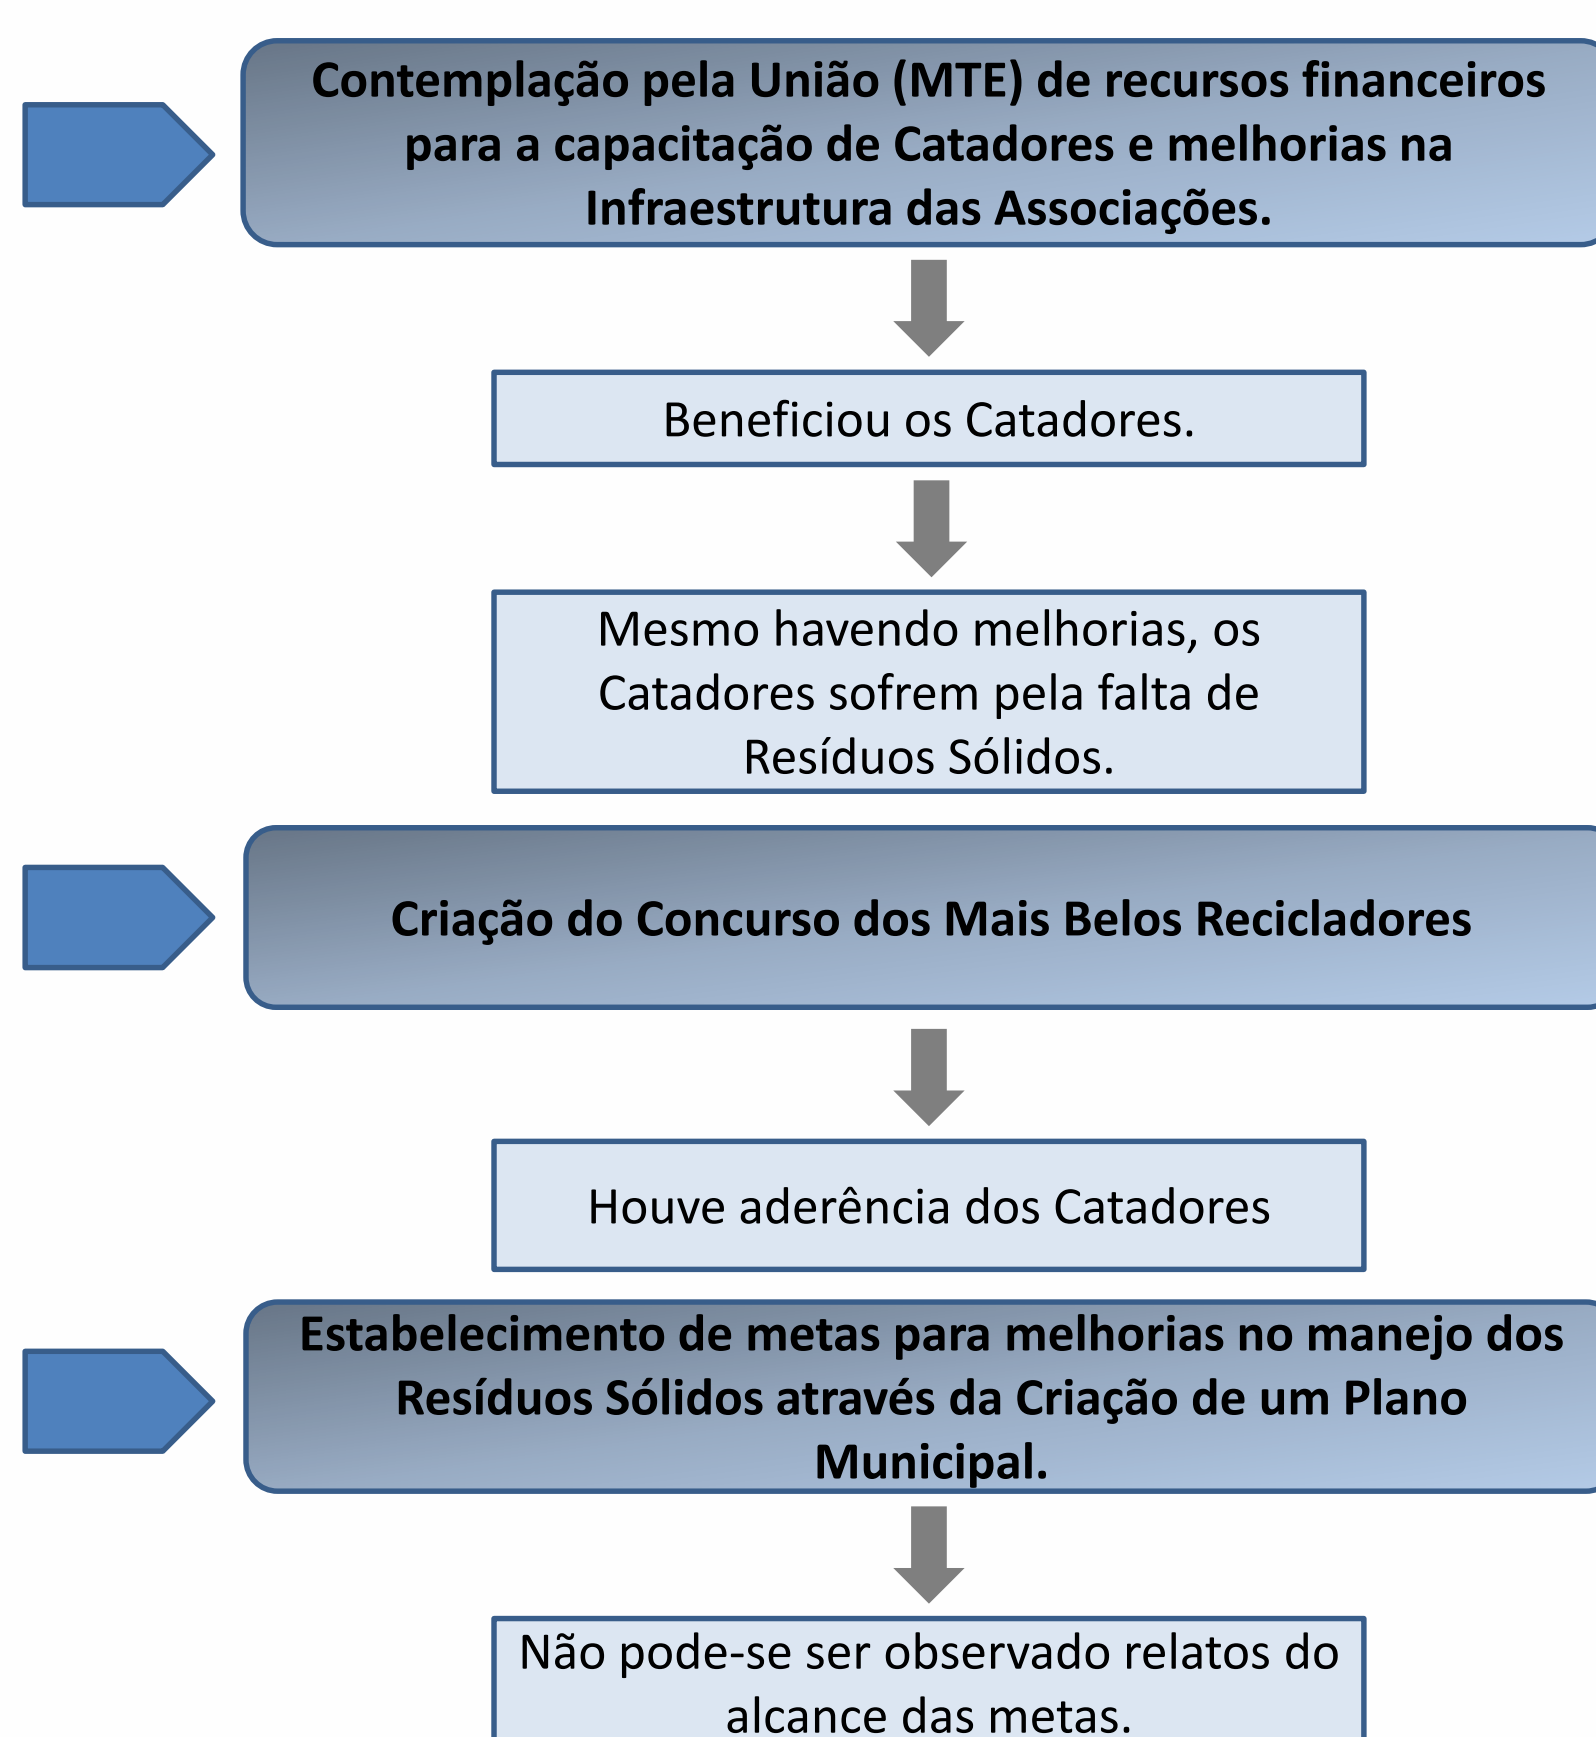 Contemplação pela União (MTE) de recursos financeiros
para a capacitação de Catadores e melhorias na
Infraestrutura das Associações.
Beneficiou os Catadores.
Mesmo havendo melhorias, os
Catadores sofrem pela falta de
Resíduos Sólidos.
Criação do Concurso dos Mais Belos Recicladores
Houve aderência dos Catadores
Estabelecimento de metas para melhorias no manejo dos
Resíduos Sólidos através da Criação de um Plano
Municipal.
Não pode-se ser observado relatos do
alcance das metas.